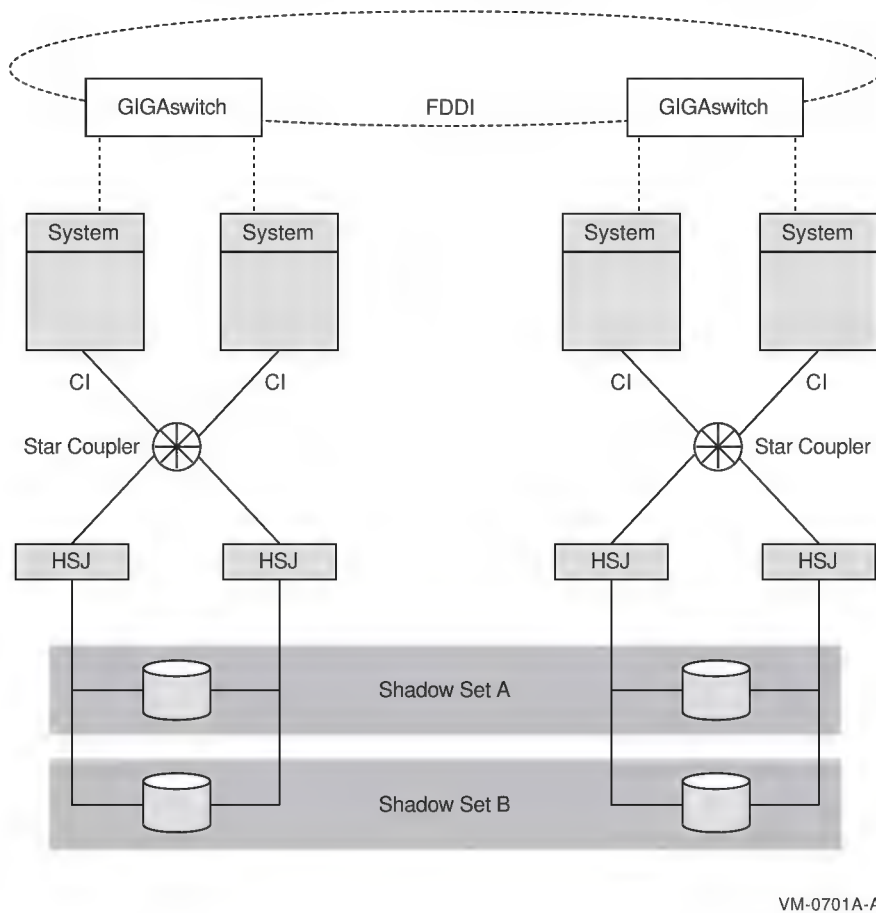 GIGAswitch FDDI GIGAswitch
System System System System
CI CI CI CI
Star Coupler Star Coupler
HSJ HSJ HSJ HSJ
Shadow Set A
Shadow Set B
VM-0701A-A